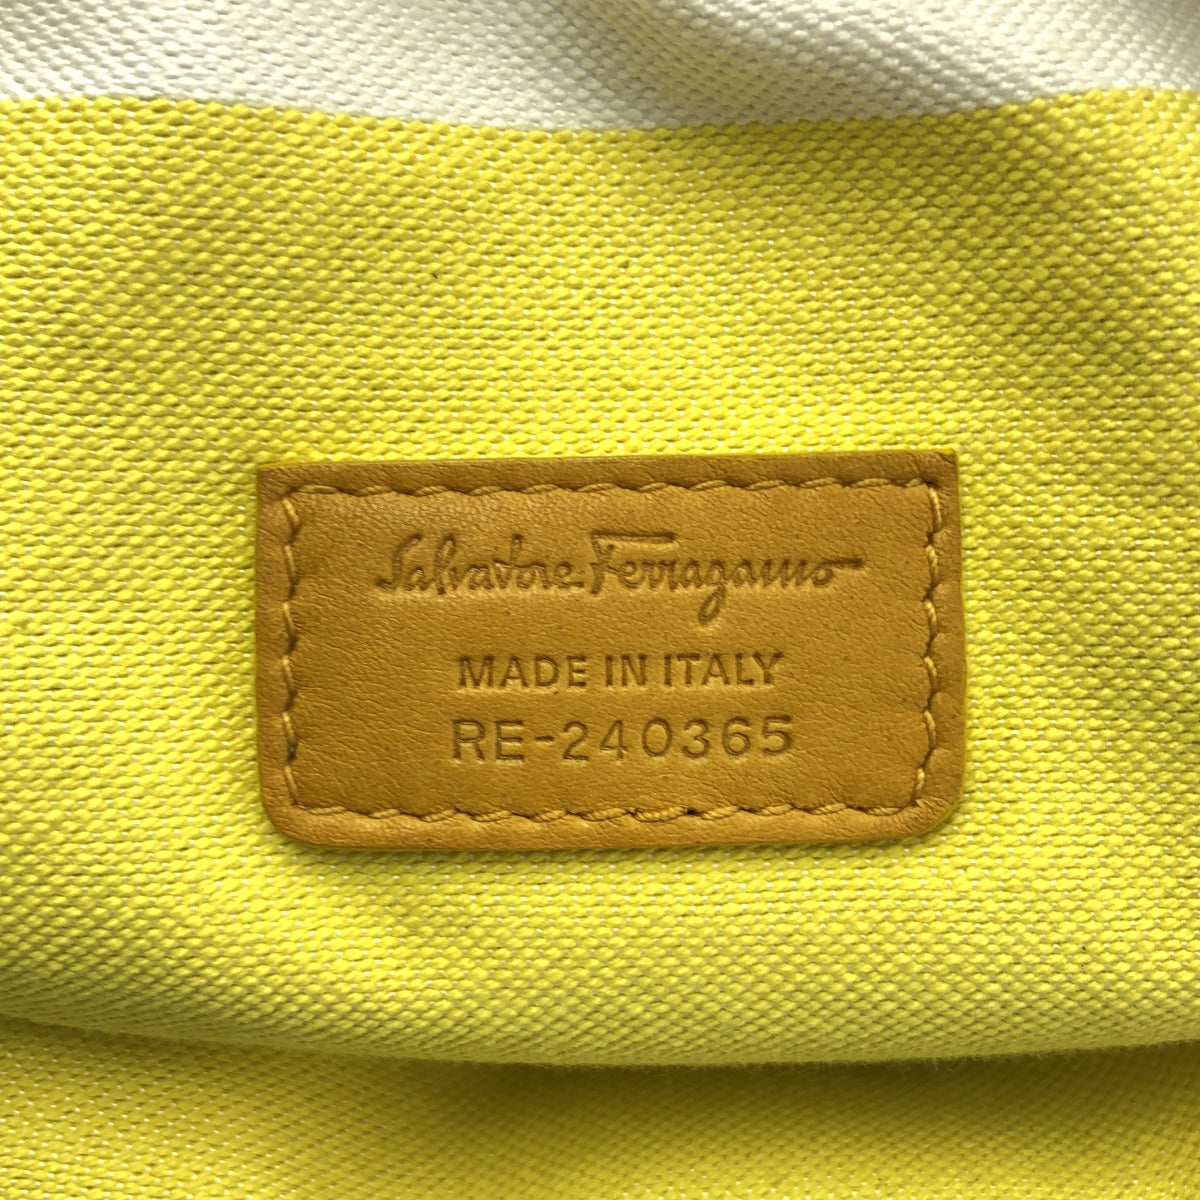 Salvatore Ferragamo
MADE IN ITALY
RE-240365